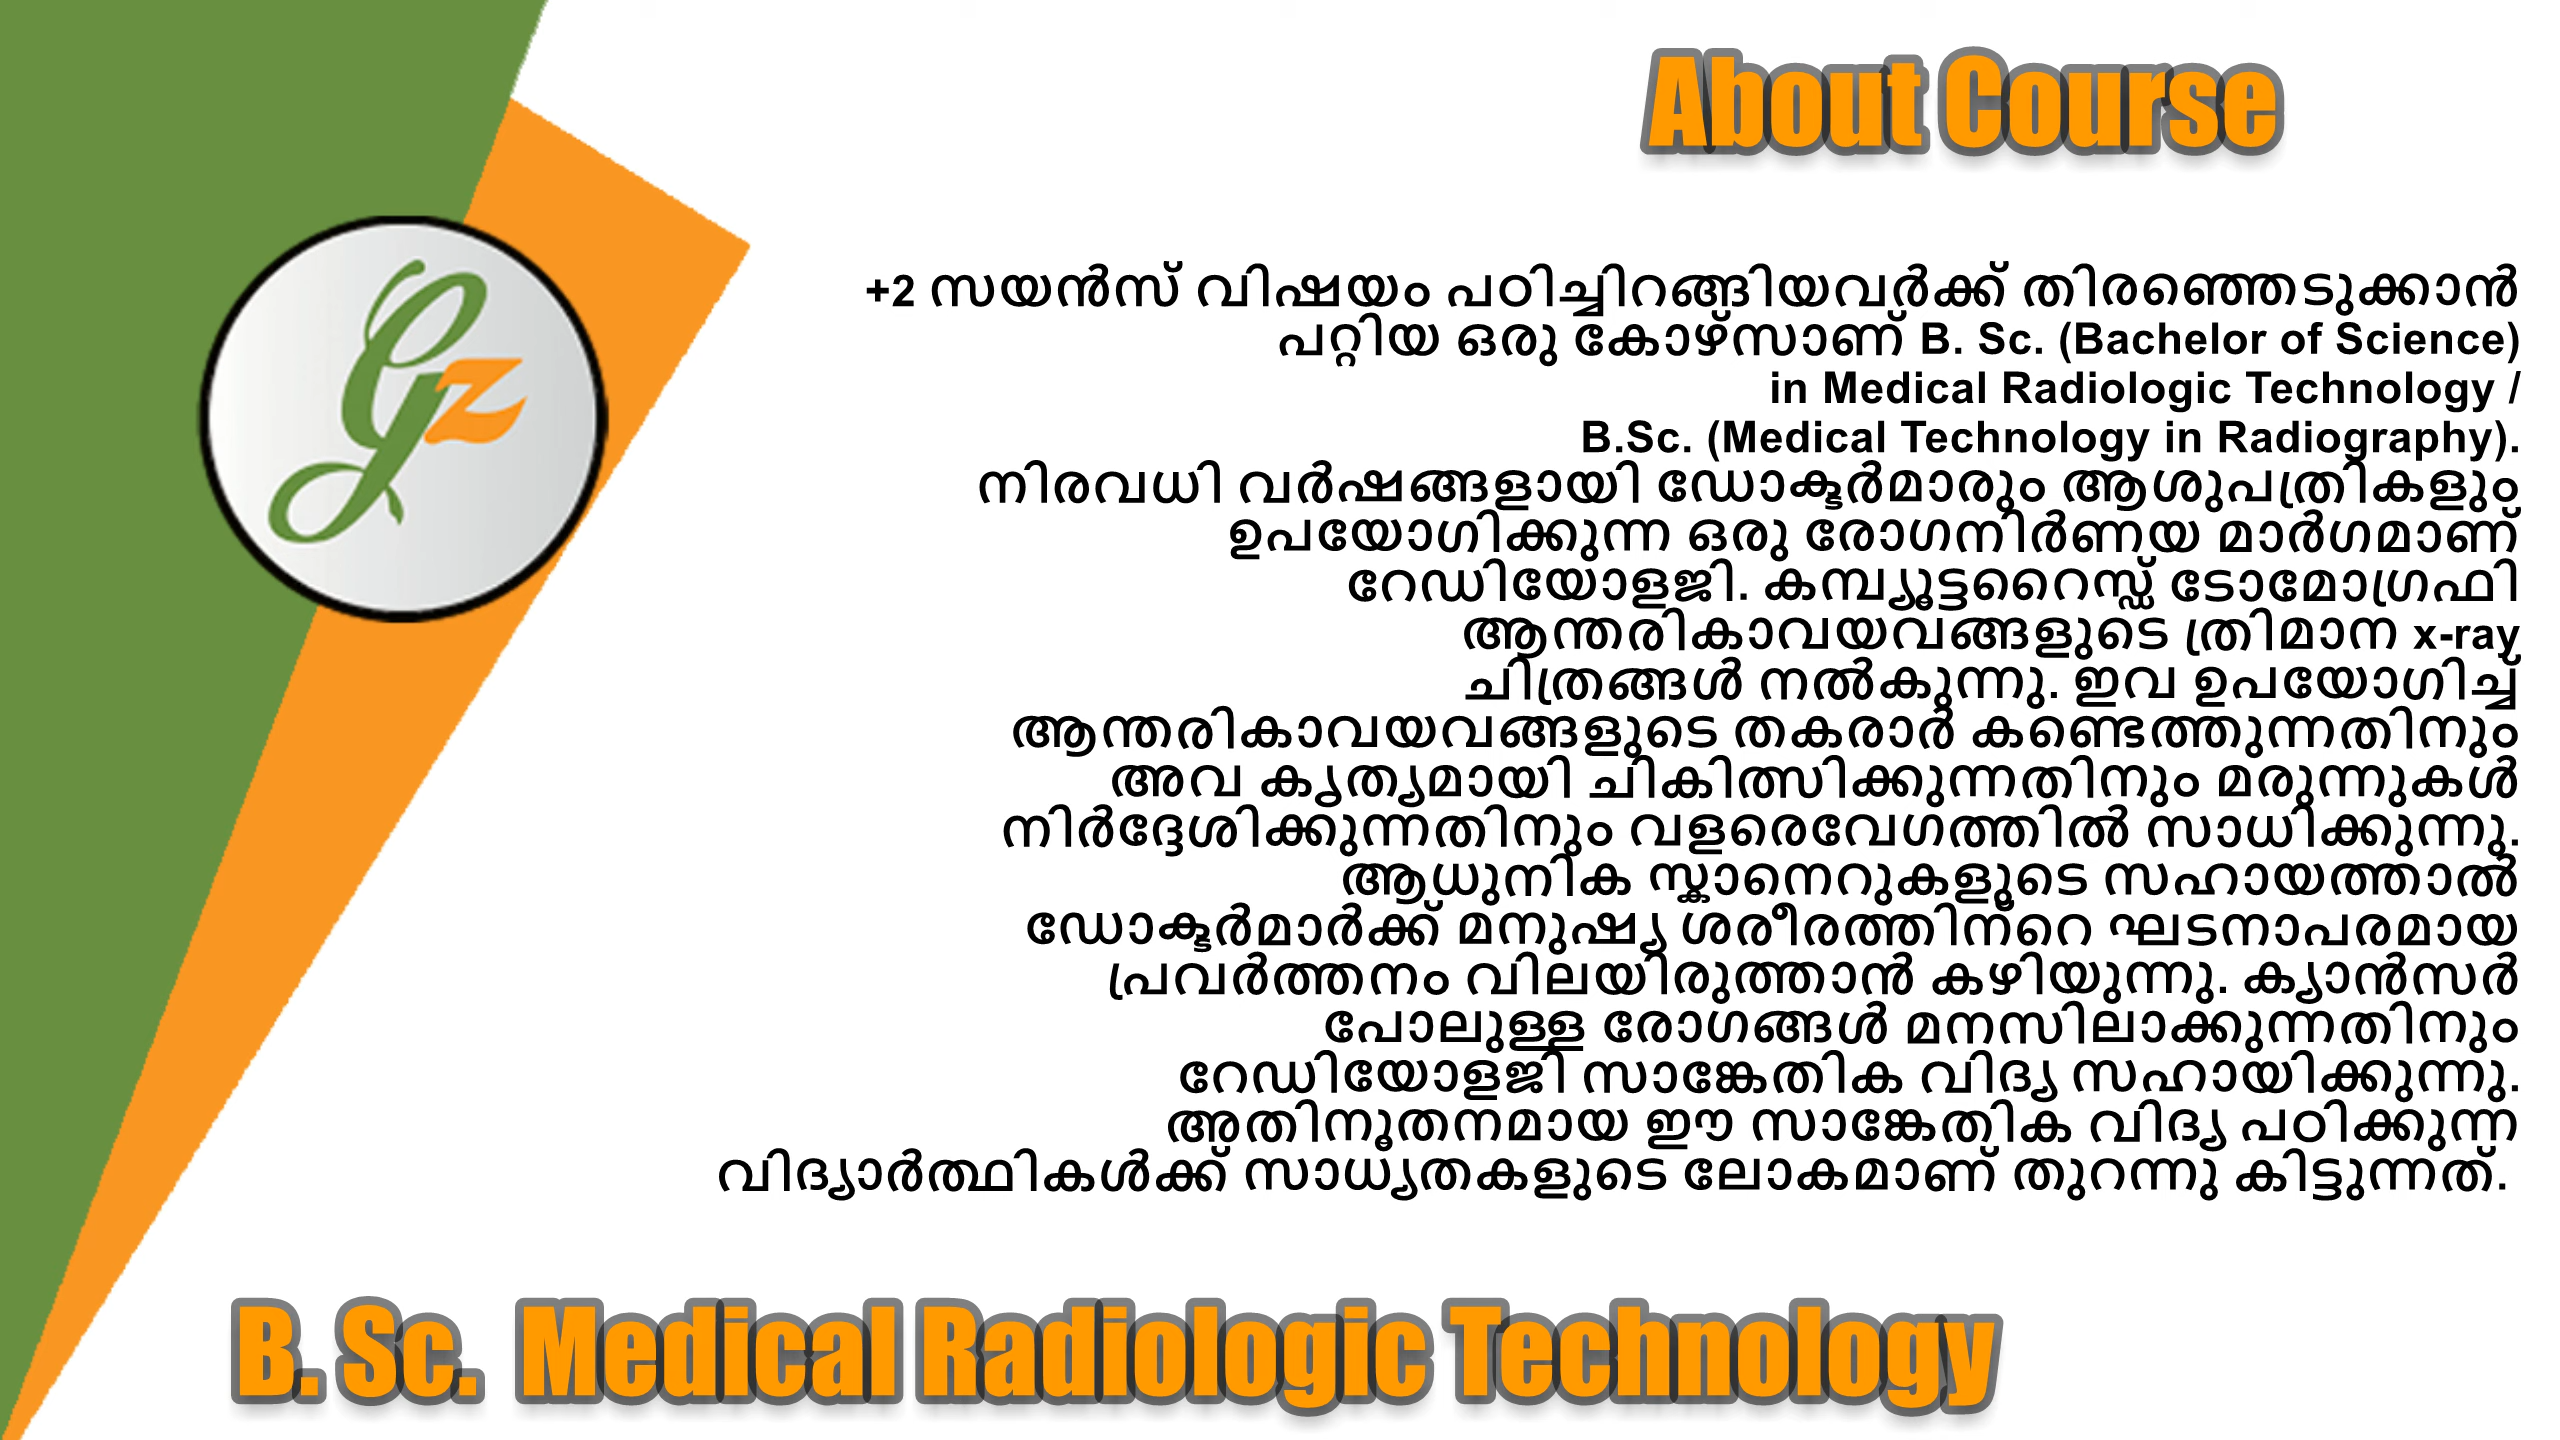 About Course
Gz
+2 സയൻസ് വിഷയം പഠിച്ചിറങ്ങിയവർക്ക് തിരഞ്ഞെടുക്കാൻ
പറ്റിയ ഒരു കോഴ്സാണ് B. Sc. (Bachelor of Science)
in Medical Radiologic Technology /
B.Sc. (Medical Technology in Radiography).
നിരവധി വർഷങ്ങളായി ഡോക്ടർമാരും ആശുപത്രികളും
ഉപയോഗിക്കുന്ന ഒരു രോഗനിർണയ മാർഗമാണ്
റേഡിയോളജി. കമ്പ്യൂട്ടറൈസ്ഡ് ടോമോഗ്രഫി
ആന്തരികാവയവങ്ങളുടെ ത്രിമാന x-ray
ചിത്രങ്ങൾ നൽകുന്നു. ഇവ ഉപയോഗിച്ച്
ആന്തരികാവയവങ്ങളുടെ തകരാർ കണ്ടെത്തുന്നതിനും
അവ കൃത്യമായി ചികിത്സിക്കുന്നതിനും മരുന്നുകൾ
നിർദ്ദേശിക്കുന്നതിനും വളരെവേഗത്തിൽ സാധിക്കുന്നു.
ആധുനിക സ്കാനെറുകളുടെ സഹായത്താൽ
ഡോക്ടർമാർക്ക് മനുഷ്യ ശരീരത്തിന്റെ ഘടനാപരമായ
പ്രവർത്തനം വിലയിരുത്താൻ കഴിയുന്നു. ക്യാൻസർ
പോലുള്ള രോഗങ്ങൾ മനസിലാക്കുന്നതിനും
റേഡിയോളജി സാങ്കേതിക വിദ്യ സഹായിക്കുന്നു.
അതിനൂതനമായ ഈ സാങ്കേതിക വിദ്യ പഠിക്കുന്ന
വിദ്യാർത്ഥികൾക്ക് സാധ്യതകളുടെ ലോകമാണ് തുറന്നു കിട്ടുന്നത്.
B. Sc. Medical Radiologic Technology